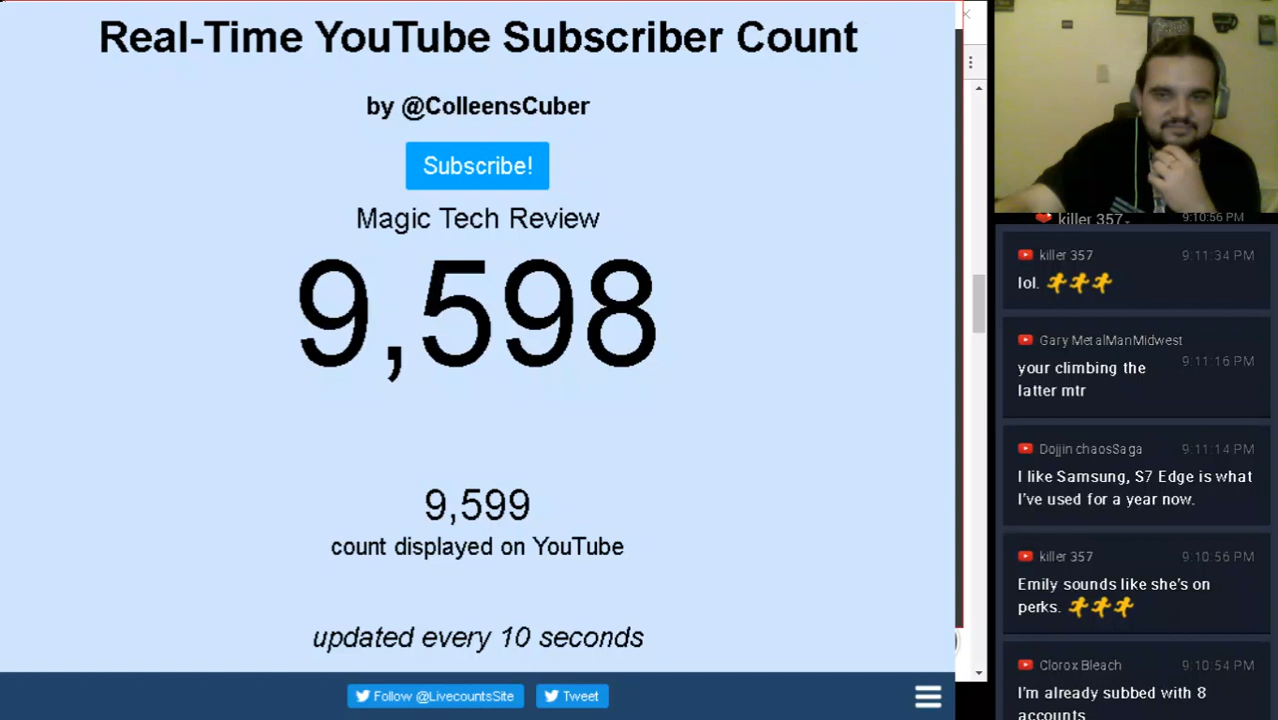 Real-Time YouTube Subscriber Count
by @ColleensCuber
Subscribe!
Magic Tech Review
9,598
9,599
count displayed on YouTube
updated every 10 seconds
Follow @LivecountsSite
Tweet
killer 357 9:10:56 PM
killer 357 9:11:34 PM
lol.
Gary MetalManMidwest
9:11:16 PM
your climbing the
latter mtr
Dojjin chaosSaga 9:11:14 PM
I like Samsung, S7 Edge is what
I've used for a year now.
killer 357 9:10:56 PM
Emily sounds like she's on
perks.
Clorox Bleach 9:10:54 PM
I'm already subbed with 8
accounts